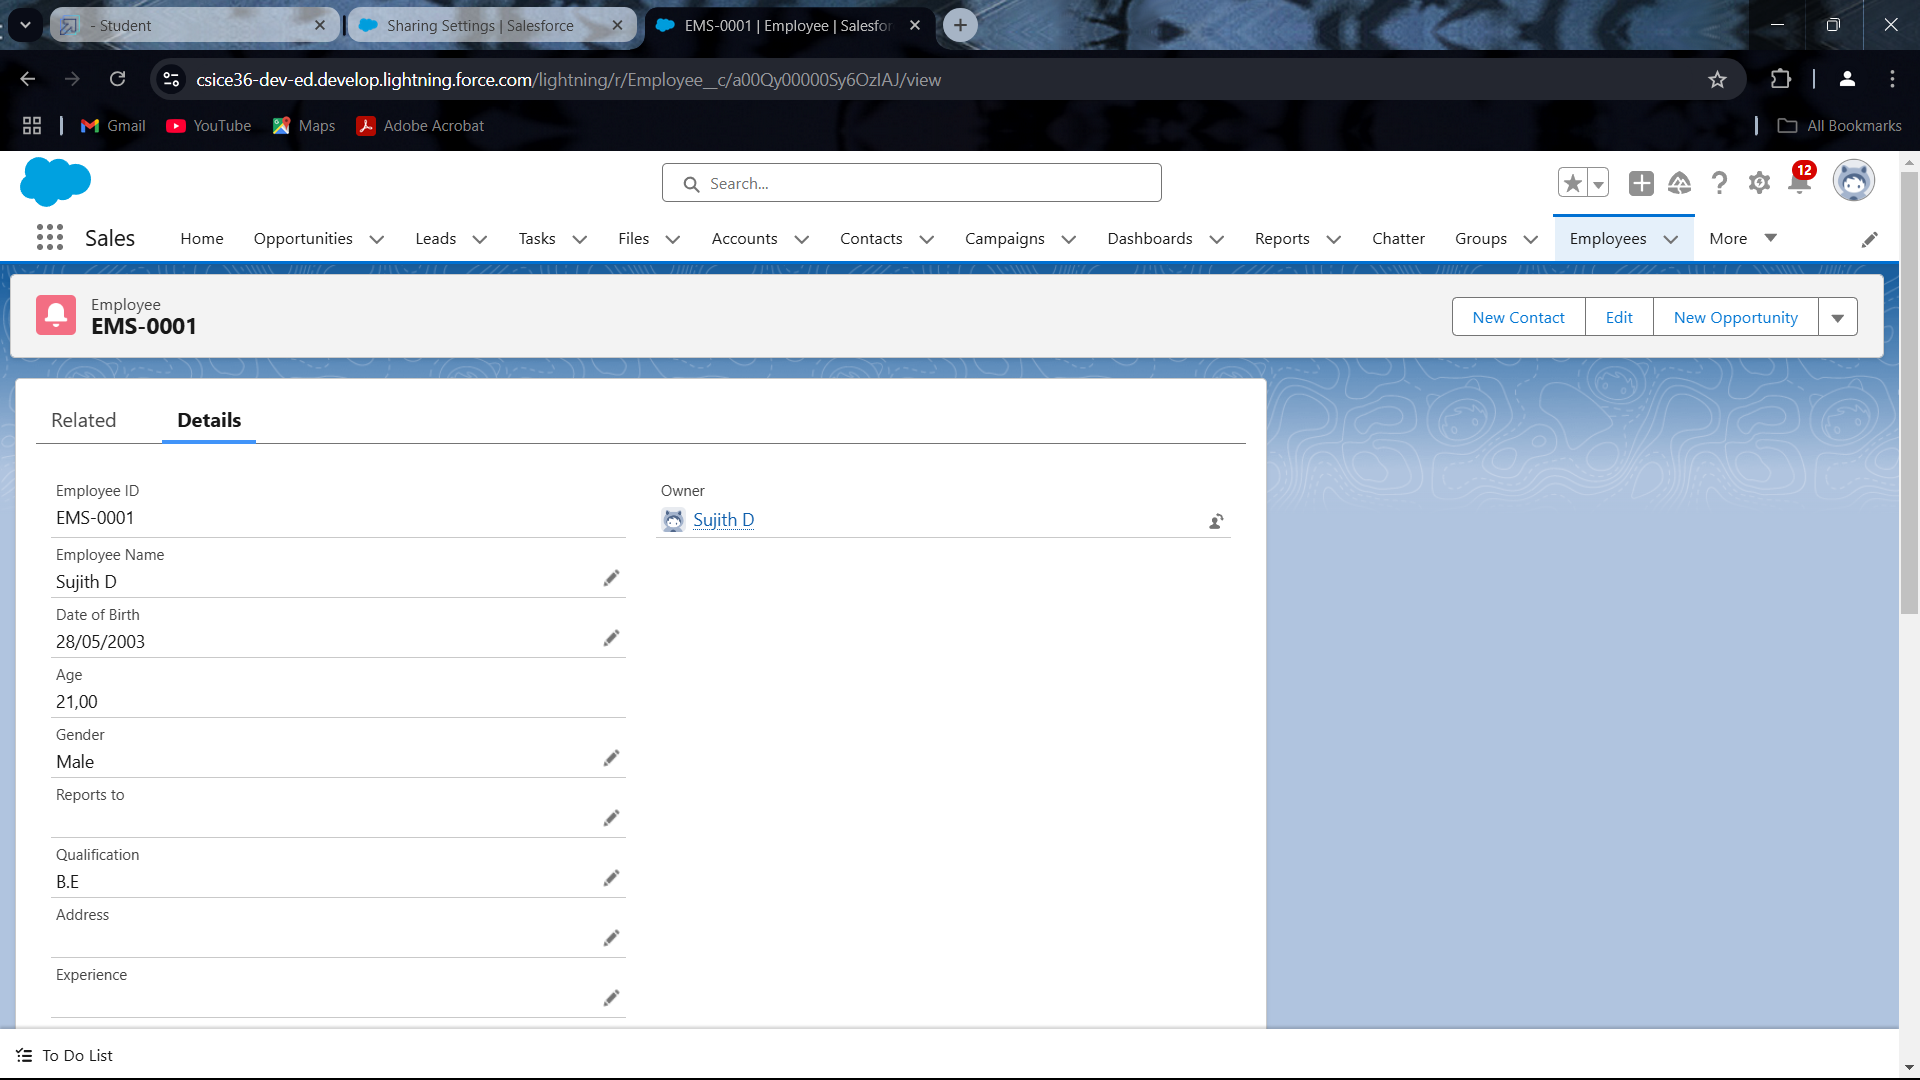 - Student
Sharing Settings | Salesforce
EMS-0001 | Employee | Salesfor
csice36-dev-ed.develop.lightning.force.com/lightning/r/Employee__c/a00Qy00000Sy6OzIAJ/view
Gmail
YouTube
Maps
Adobe Acrobat
All Bookmarks
Search...
12
Sales
Home
Opportunities
Leads
Tasks
Files
Accounts
Contacts
Campaigns
Dashboards
Reports
Chatter
Groups
Employees
More
Employee
EMS-0001
New Contact
Edit
New Opportunity
Related
Details
Employee ID
EMS-0001
Owner
Sujith D
Employee Name
Sujith D
Date of Birth
28/05/2003
Age
21,00
Gender
Male
Reports to
Qualification
B.E
Address
Experience
To Do List